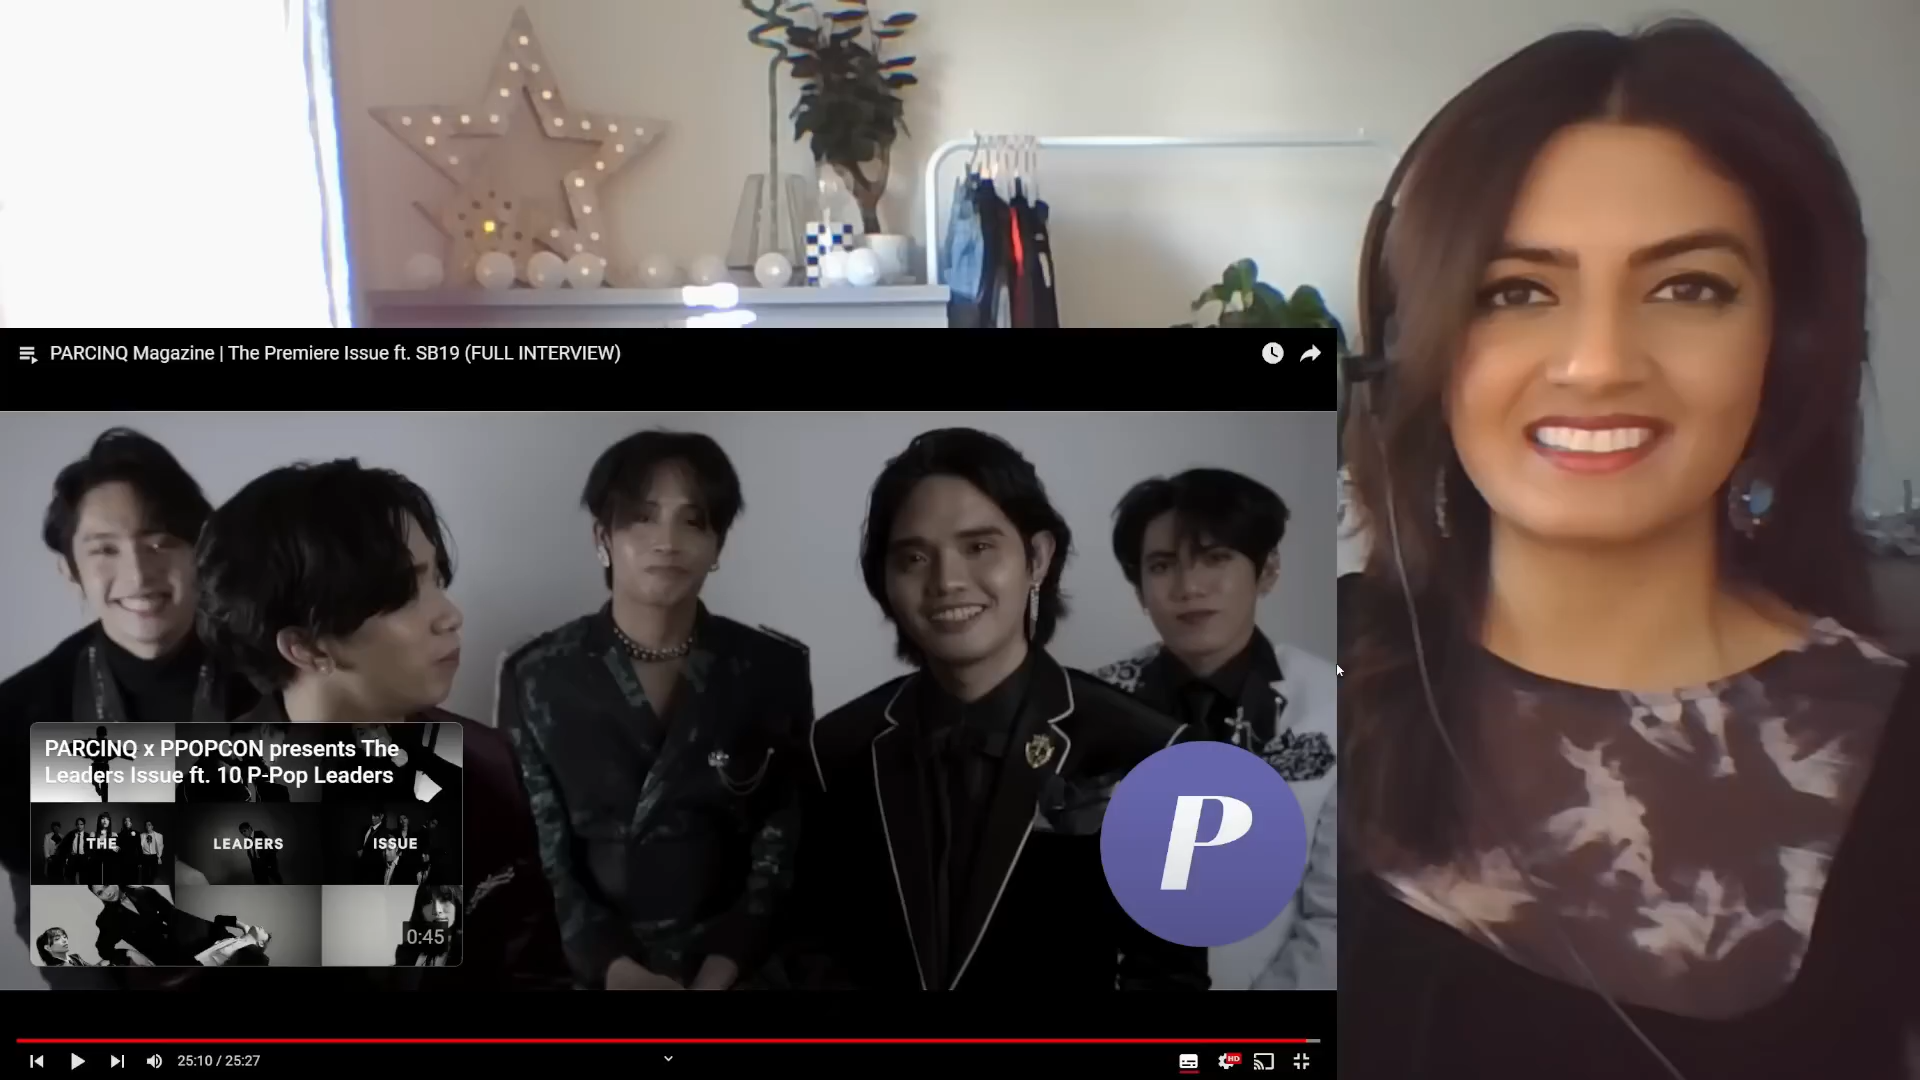 PARCINQ Magazine | The Premiere Issue ft. SB19 (FULL INTERVIEW)
PARCINQ x PPOPCON presents The
Leaders Issue ft. 10 P-Pop Leaders
THE LEADERS ISSUE
0:45
P
25:10 / 25:27
HD